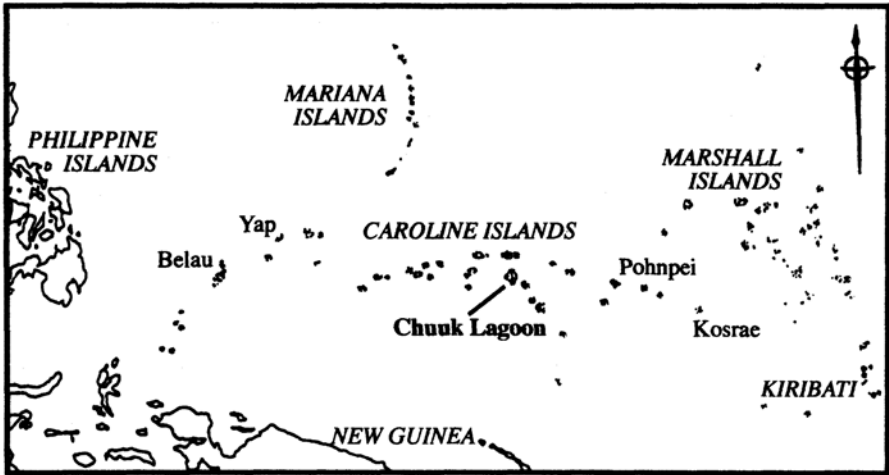 MARIANA
ISLANDS
PHILIPPINE
ISLANDS
MARSHALL
ISLANDS
Yap
CAROLINE ISLANDS
Belau
Pohnpei
Chuuk Lagoon
Kosrae
KIRIBATI
NEW GUINEA